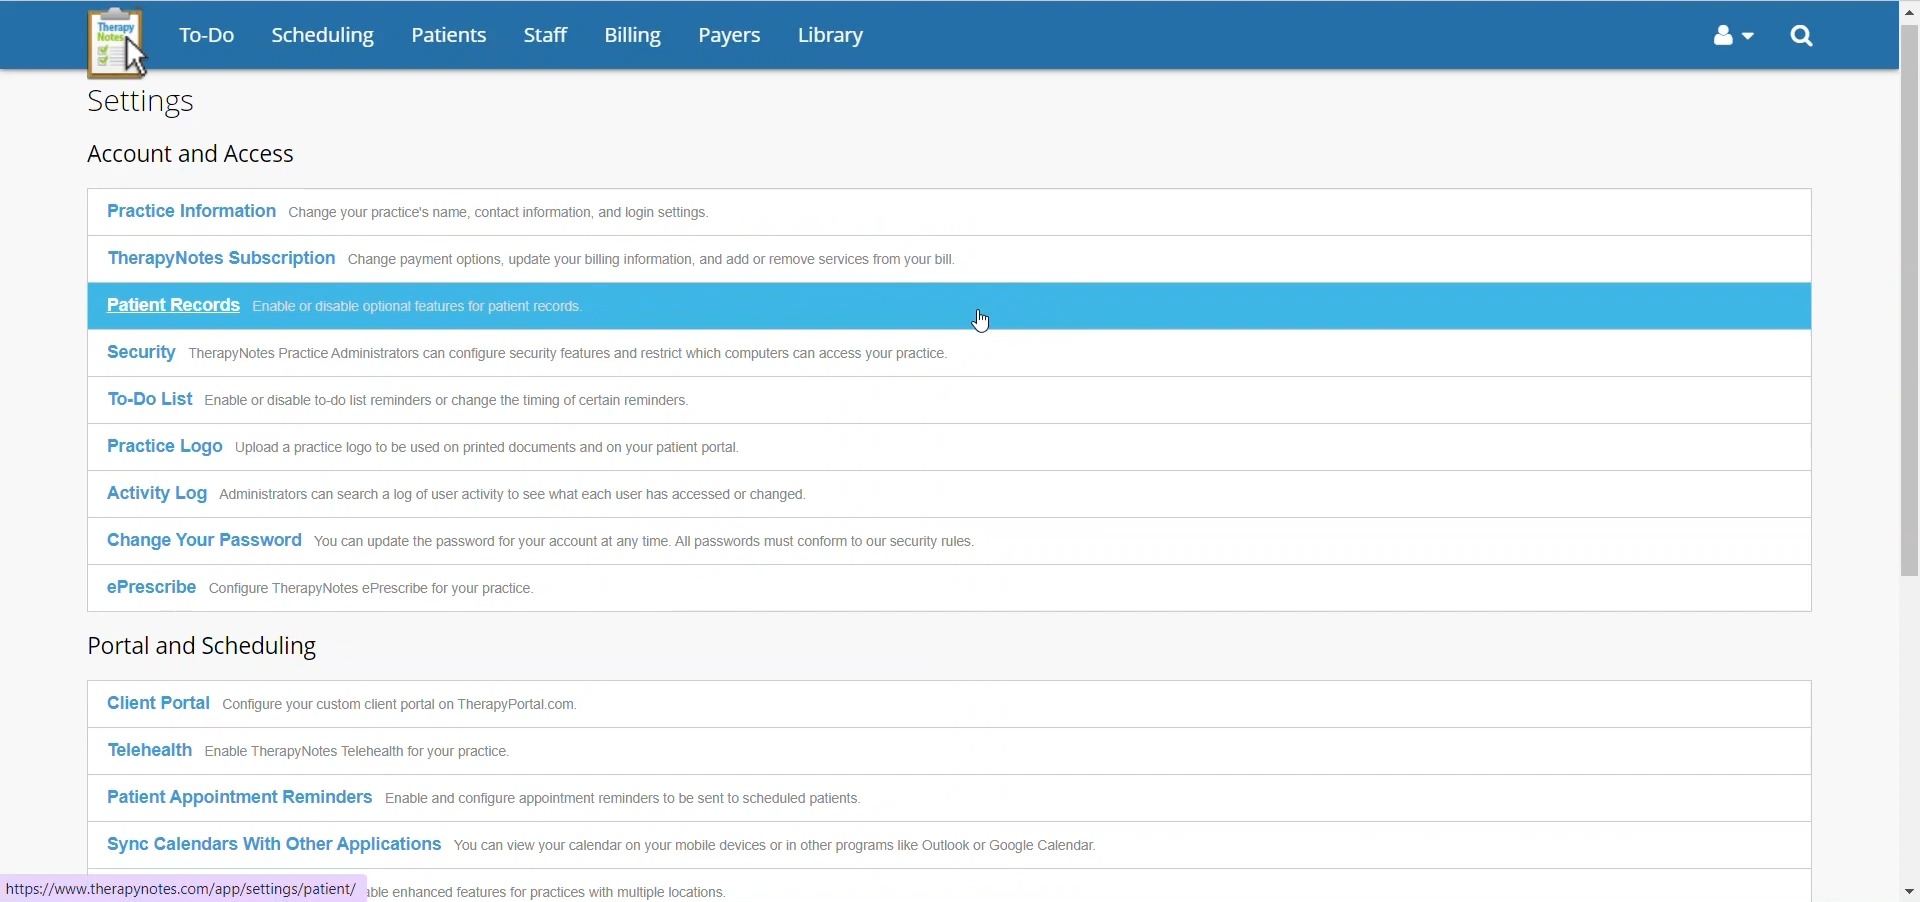 Therapy
Notes
To-Do Scheduling Patients Staff Billing Payers Library
Settings
Account and Access
Practice Information Change your practice's name, contact information, and login settings.
TherapyNotes Subscription Change payment options, update your billing information, and add or remove services from your bill.
Patient Records Enable or disable optional features for patient records.
Security TherapyNotes Practice Administrators can configure security features and restrict which computers can access your practice.
To-Do List Enable or disable to-do list reminders or change the timing of certain reminders.
Practice Logo Upload a practice logo to be used on printed documents and on your patient portal.
Activity Log Administrators can search a log of user activity to see what each user has accessed or changed.
Change Your Password You can update the password for your account at any time. All passwords must conform to our security rules.
ePrescribe Configure TherapyNotes ePrescribe for your practice.
Portal and Scheduling
Client Portal Configure your custom client portal on TherapyPortal.com.
Telehealth Enable TherapyNotes Telehealth for your practice.
Patient Appointment Reminders Enable and configure appointment reminders to be sent to scheduled patients.
Sync Calendars With Other Applications You can view your calendar on your mobile devices or in other programs like Outlook or Google Calendar.
https://www.therapynotes.com/app/settings/patient/ enhanced features for practices with multiple locations.